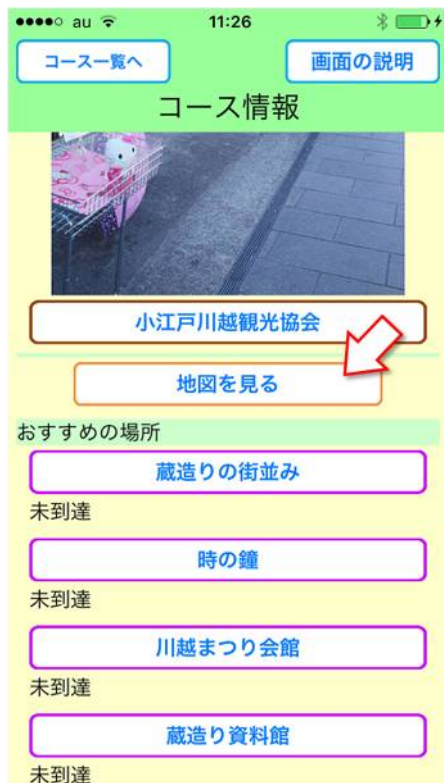 au 11:26
コース一覧へ 画面の説明
コース情報
小江戸川越観光協会
地図を見る
おすすめの場所
蔵造りの街並み
未到達
時の鐘
未到達
川越まつり会館
未到達
蔵造り資料館
未到達